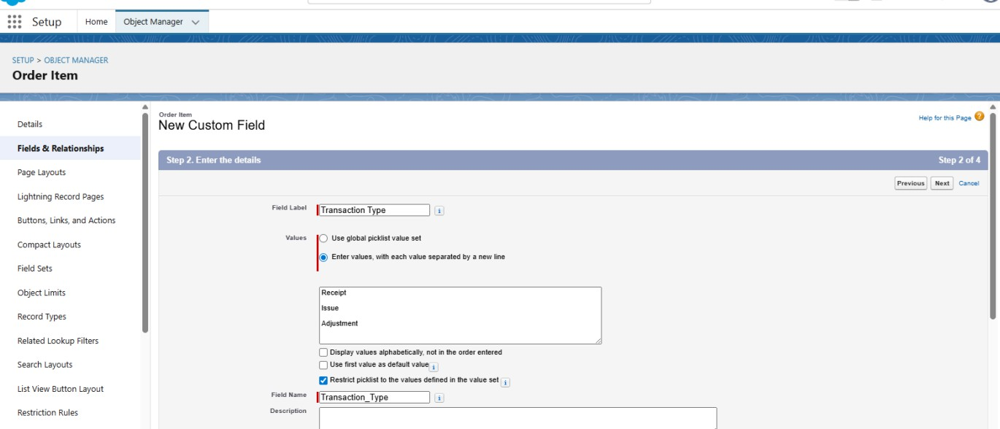 Setup
Home
Object Manager
SETUP > OBJECT MANAGER
Order Item
Details
Fields & Relationships
Page Layouts
Lightning Record Pages
Buttons, Links, and Actions
Compact Layouts
Field Sets
Object Limits
Record Types
Related Lookup Filters
Search Layouts
List View Button Layout
Restriction Rules
Order Item
New Custom Field
Help for this Page ?
Step 2. Enter the details
Step 2 of 4
Previous Next Cancel
Field Label Transaction Type i
Values Use global picklist value set
Enter values, with each value separated by a new line
Receipt
Issue
Adjustment
Display values alphabetically, not in the order entered
Use first value as default value i
Restrict picklist to the values defined in the value set i
Field Name Transaction_Type i
Description